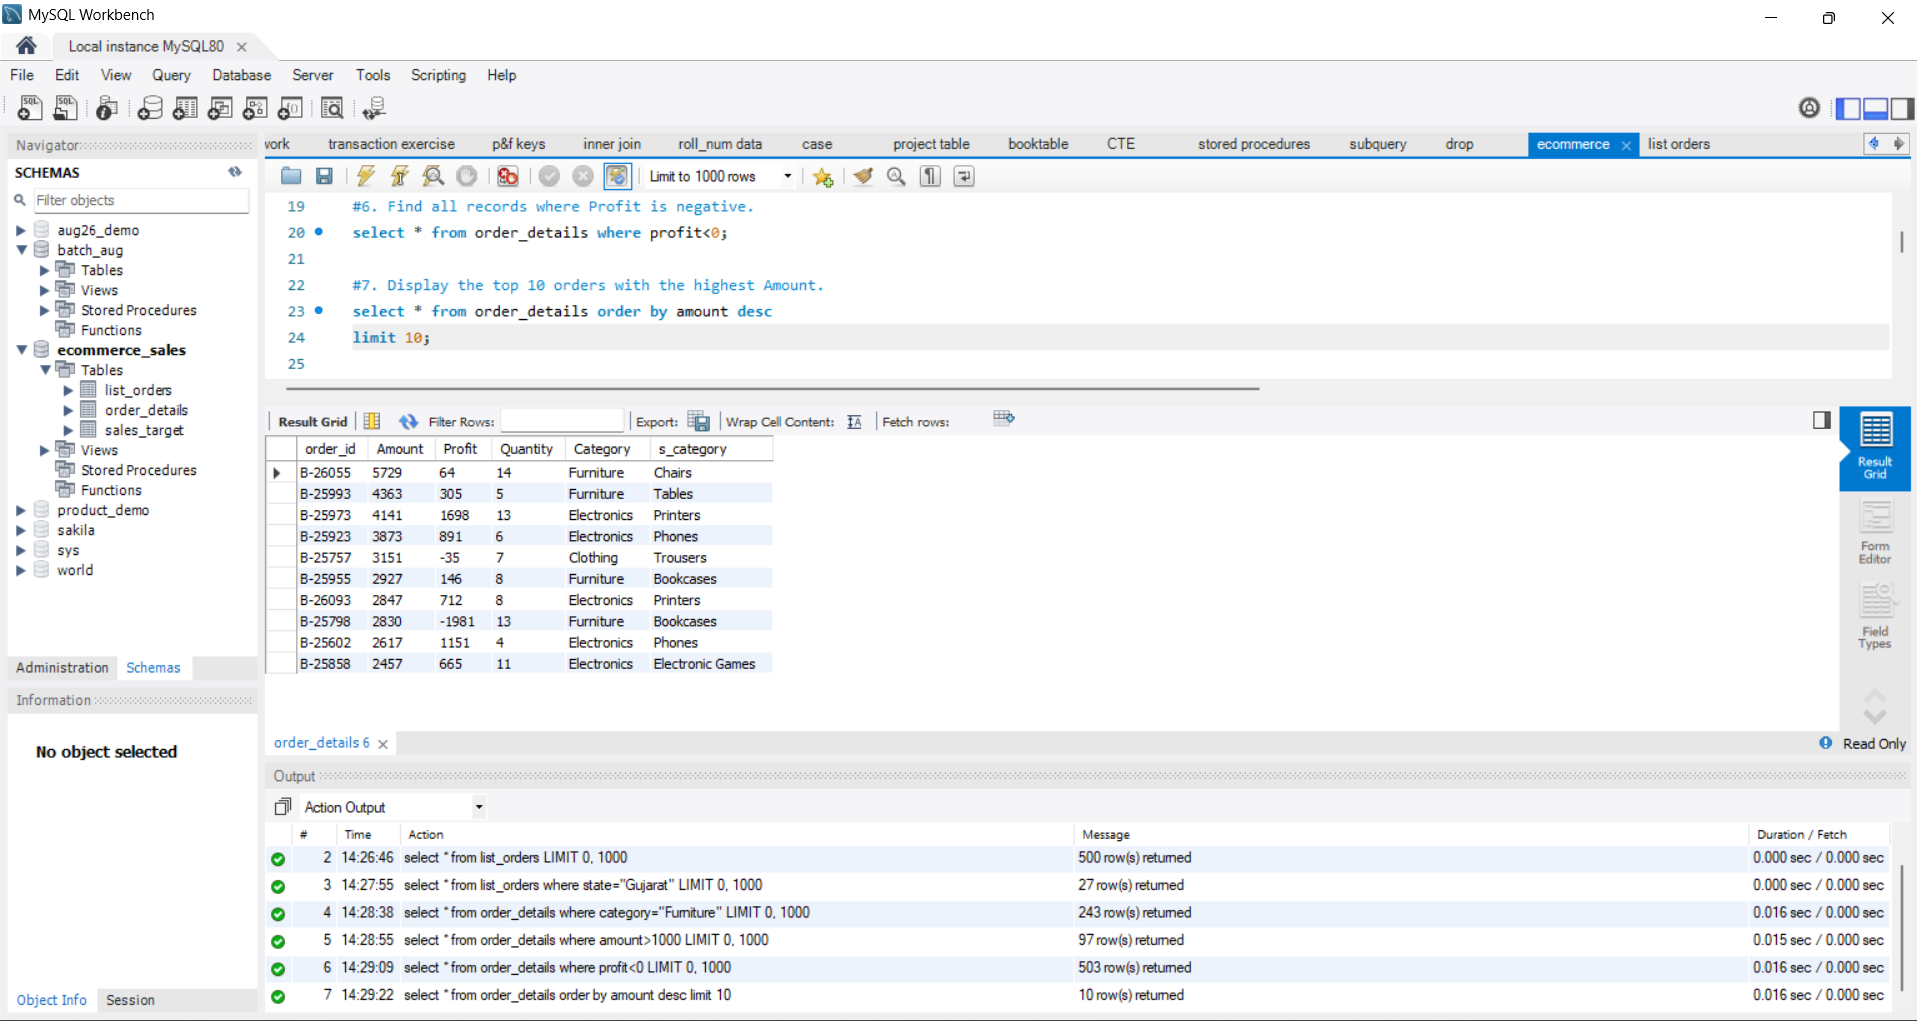 MySQL Workbench
Local instance MySQL80
File Edit View Query Database Server Tools Scripting Help
Navigator
SCHEMAS
Filter objects
aug26_demo
batch_aug
Tables
Views
Stored Procedures
Functions
ecommerce_sales
Tables
list_orders
order_details
sales_target
Views
Stored Procedures
Functions
product_demo
sakila
sys
world
Administration Schemas
Information
No object selected
Object Info Session
work transaction exercise p&f keys inner join roll_num data case project table booktable CTE stored procedures subquery drop ecommerce list orders
Limit to 1000 rows
19 #6. Find all records where Profit is negative.
20 select * from order_details where profit<0;
21
22 #7. Display the top 10 orders with the highest Amount.
23 select * from order_details order by amount desc
24 limit 10;
25
Result Grid Filter Rows: Export: Wrap Cell Content: Fetch rows:
order_id Amount Profit Quantity Category s_category
B-26055 5729 64 14 Furniture Chairs
B-25993 4363 305 5 Furniture Tables
B-25973 4141 1698 13 Electronics Printers
B-25923 3873 891 6 Electronics Phones
B-25757 3151 -35 7 Clothing Trousers
B-25955 2927 146 8 Furniture Bookcases
B-26093 2847 712 8 Electronics Printers
B-25798 2830 -1981 13 Furniture Bookcases
B-25602 2617 1151 4 Electronics Phones
B-25858 2457 665 11 Electronics Electronic Games
Result
Grid
Form
Editor
Field
Types
order_details 6
Read Only
Output
Action Output
# Time Action Message Duration / Fetch
2 14:26:46 select * from list_orders LIMIT 0, 1000 500 row(s) returned 0.000 sec / 0.000 sec
3 14:27:55 select * from list_orders where state="Gujarat" LIMIT 0, 1000 27 row(s) returned 0.000 sec / 0.000 sec
4 14:28:38 select * from order_details where category="Furniture" LIMIT 0, 1000 243 row(s) returned 0.016 sec / 0.000 sec
5 14:28:55 select * from order_details where amount>1000 LIMIT 0, 1000 97 row(s) returned 0.015 sec / 0.000 sec
6 14:29:09 select * from order_details where profit<0 LIMIT 0, 1000 503 row(s) returned 0.016 sec / 0.000 sec
7 14:29:22 select * from order_details order by amount desc limit 10 10 row(s) returned 0.016 sec / 0.000 sec